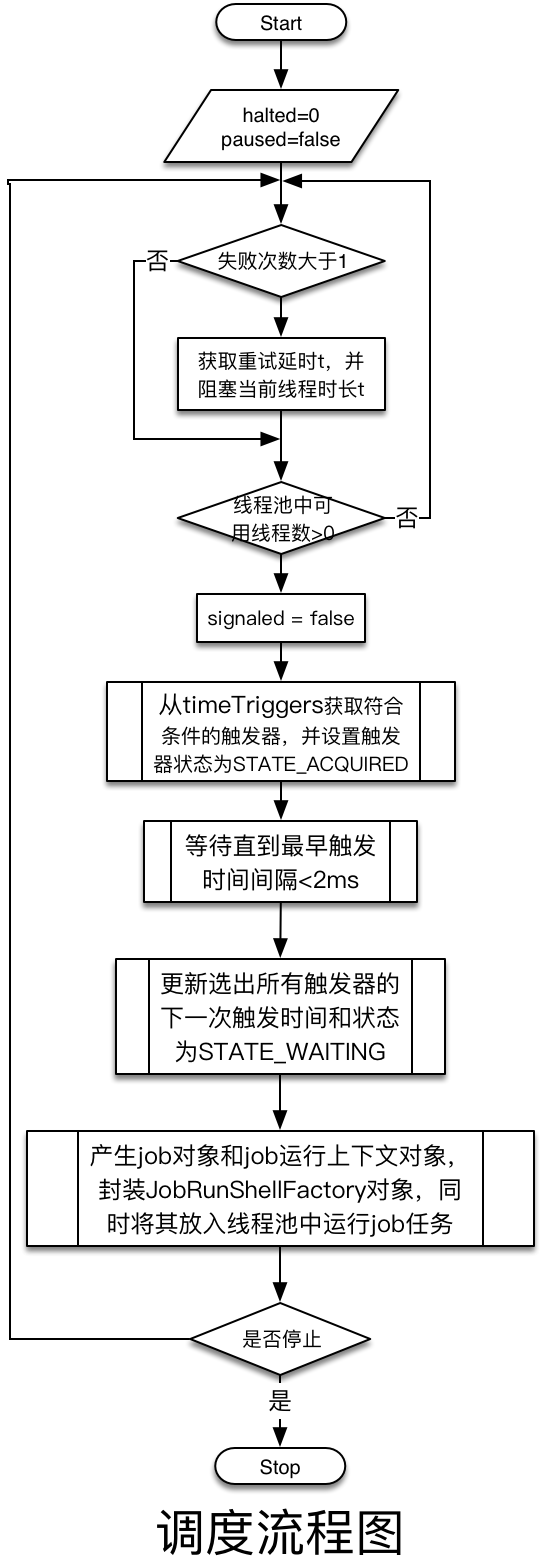 Start
halted=0
paused=false
失败次数大于1
否
获取重试延时t，并
阻塞当前线程时长t
线程池中可
用线程数>0
否
signaled = false
从timeTriggers获取符合
条件的触发器，并设置触发
器状态为STATE_ACQUIRED
等待直到最早触发
时间间隔<2ms
更新选出所有触发器的
下一次触发时间和状态
为STATE_WAITING
产生job对象和job运行上下文对象，
封装JobRunShellFactory对象，同
时将其放入线程池中运行job任务
是否停止
是
Stop
调度流程图